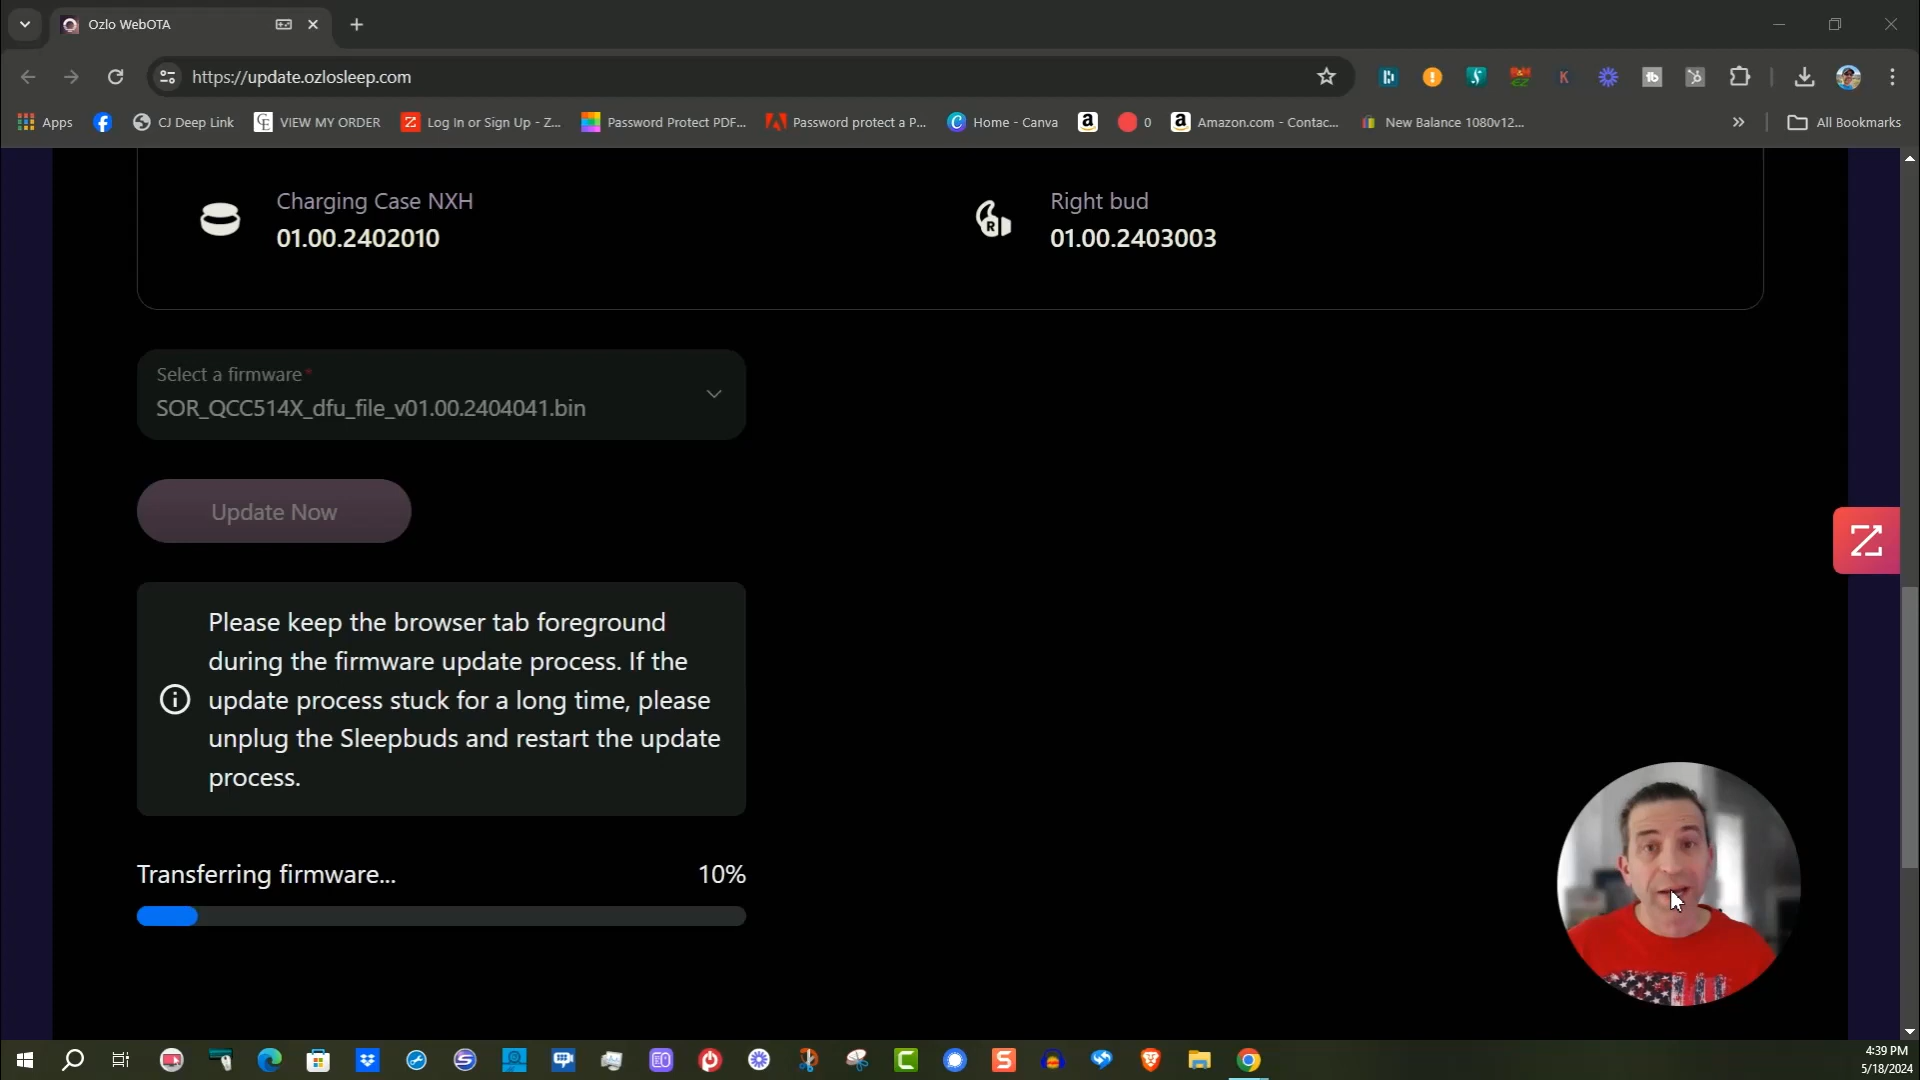 Ozlo WebOTA
https://update.ozlosleep.com
Apps
CJ Deep Link
VIEW MY ORDER
Log In or Sign Up - Z...
Password Protect PDF...
Password protect a P...
Home - Canva
0
Amazon.com - Contac...
New Balance 1080v12...
All Bookmarks
Charging Case NXH
01.00.2402010
Right bud
01.00.2403003
Select a firmware*
SOR_QCC514X_dfu_file_v01.00.2404041.bin
Update Now
Please keep the browser tab foreground
during the firmware update process. If the
update process stuck for a long time, please
unplug the Sleepbuds and restart the update
process.
Transferring firmware...
10%
4:39 PM
5/18/2024